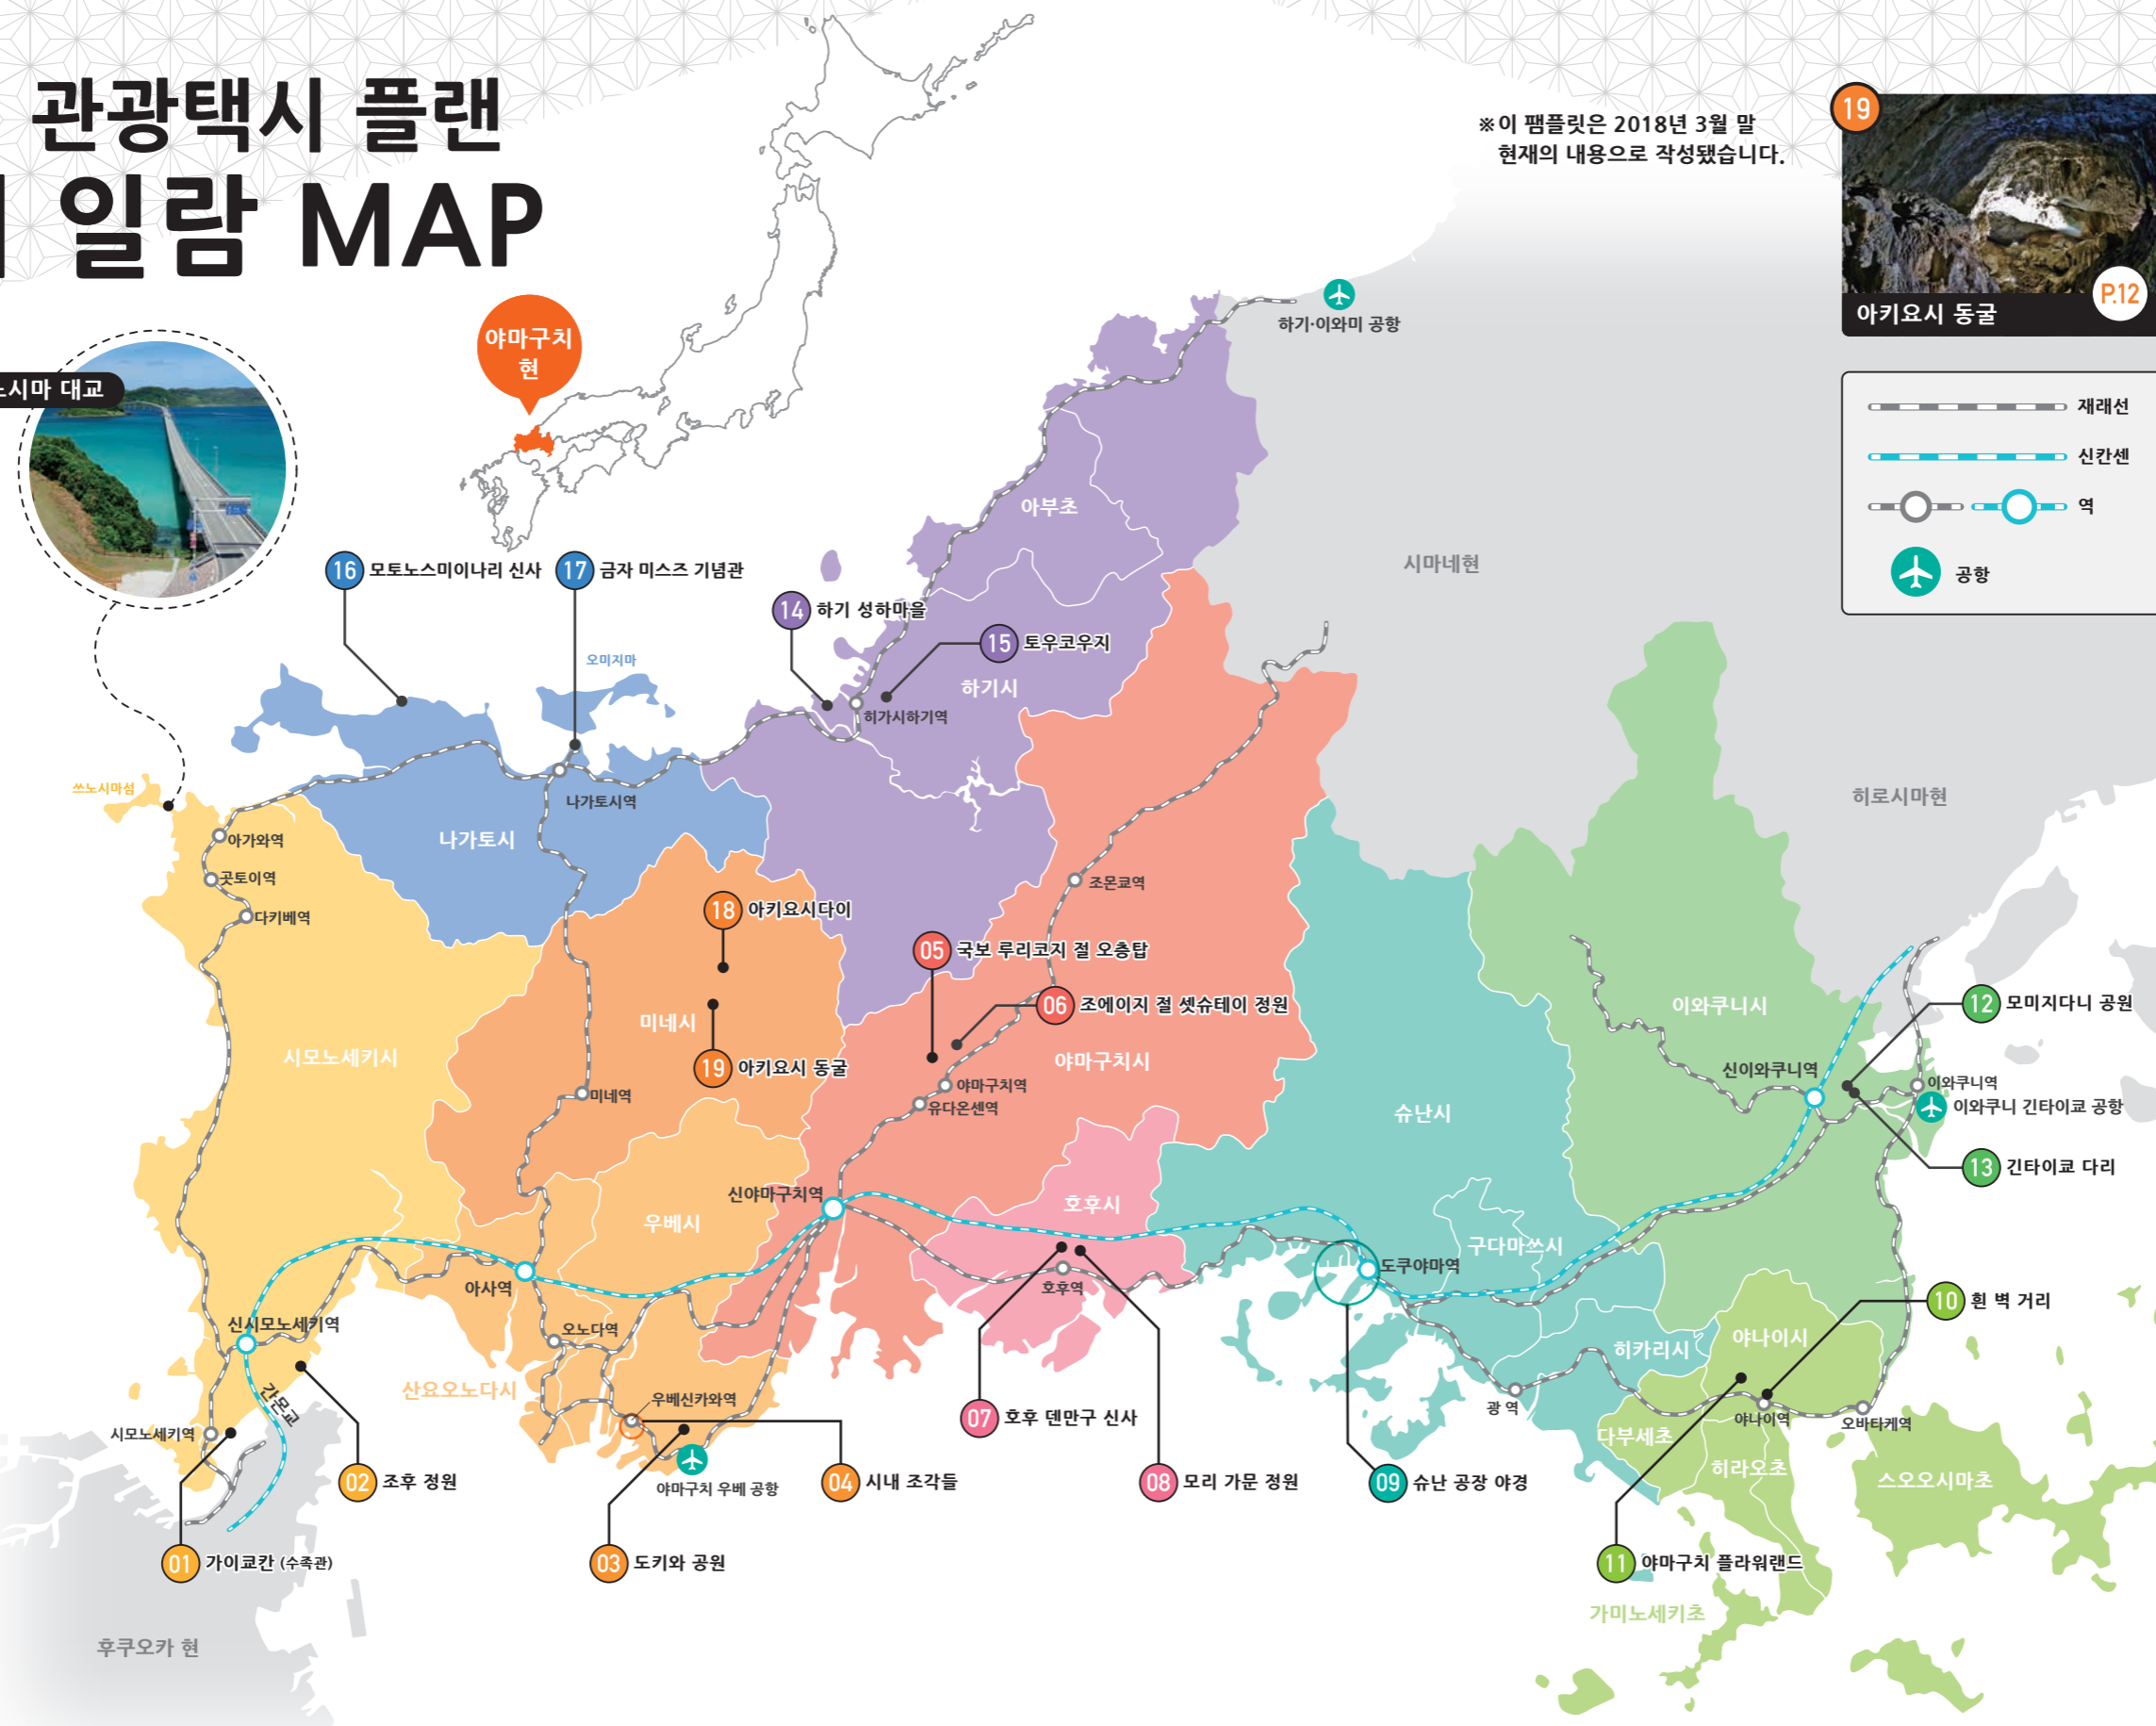 관광택시 플랜
일람 MAP
※이 팸플릿은 2018년 3월 말
현재의 내용으로 작성됐습니다.
19
P.12
아키요시 동굴
야마구치
현
노시마 대교
재래선
신칸센
역
공항
하기·이와미 공항
아부초
시마네현
16 모토노스미이나리 신사
17 금자 미스즈 기념관
14 하기 성하마을
15 토우코우지
오미지마
하기시
히가시하기역
쓰노시마섬
나가토시역
히로시마현
아가와역
나가토시
곳토이역
다키베역
조몬쿄역
18 아키요시다이
05 국보 루리코지 절 오층탑
06 조에이지 절 셋슈테이 정원
12 모미지다니 공원
이와쿠니시
미네시
시모노세키시
야마구치시
19 아키요시 동굴
신이와쿠니역
야마구치역
이와쿠니역
미네역
유다온센역
이와쿠니 긴타이쿄 공항
슈난시
13 긴타이쿄 다리
신야마구치역
호후시
우베시
구다마쓰시
도쿠야마역
아사역
호후역
10 흰 벽 거리
신시모노세키역
오노다역
야나이시
히카리시
산요오노다시
간몬교
우베신카와역
광 역
야나이역
오바타케역
시모노세키역
07 호후 덴만구 신사
다부세초
히라오초
스오오시마초
02 조후 정원
야마구치 우베 공항
04 시내 조각들
08 모리 가문 정원
09 슈난 공장 야경
01 가이쿄칸 (수족관)
03 도키와 공원
11 야마구치 플라워랜드
가미노세키초
후쿠오카 현